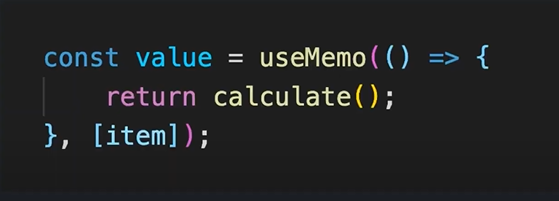 const value = useMemo(() => {
    return calculate();
}, [item]);